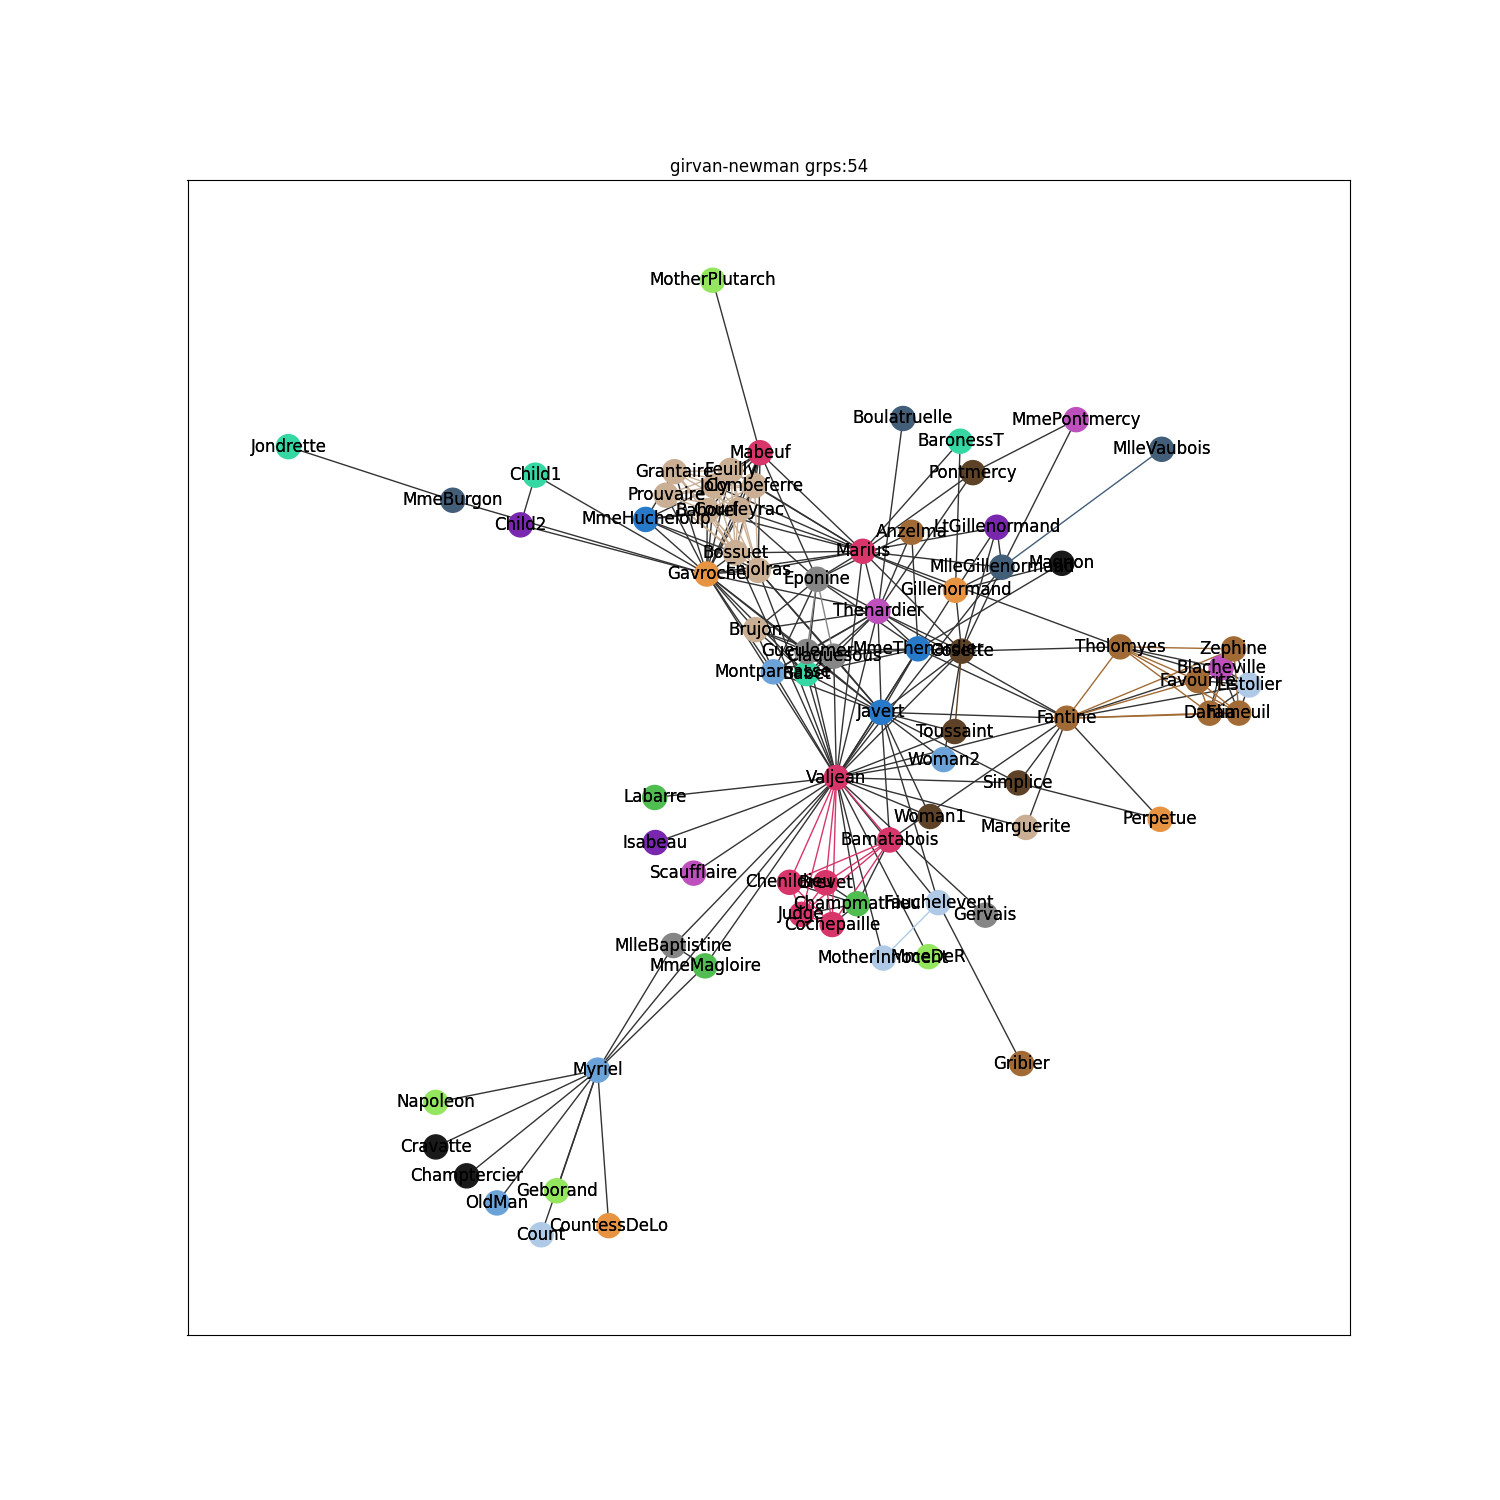 girvan-newman grps:54
MotherPlutarch
Boulatruelle
MmePontmercy
BaronessT
Jondrette
MlleVaubois
Mabeuf
Child1
Grantaire
Feuilly
Pontmercy
Joly
Combeferre
Prouvaire
MmeBurgon
Bahorel
Courfeyrac
MmeHucheloup
Child2
Anzelma
LtGillenormand
Bossuet
Marius
Magnon
MlleGillenormand
Gavroche
Enjolras
Eponine
Gillenormand
Thenardier
Brujon
Tholomyes
Zephine
Gueulemer
Claquesous
MmeThenardier
Cosette
Blacheville
Montparnasse
Babet
Favourite
Listolier
Javert
Fantine
Dahlia
Fameuil
Toussaint
Woman2
Valjean
Simplice
Labarre
Woman1
Marguerite
Perpetue
Isabeau
Bamatabois
Scaufflaire
Chenildieu
Brevet
Champmathieu
Fauchelevent
Judge
Gervais
Cochepaille
MlleBaptistine
MotherInnocent
MmeDeR
MmeMagloire
Myriel
Gribier
Napoleon
Cravatte
Champtercier
Geborand
OldMan
CountessDeLo
Count